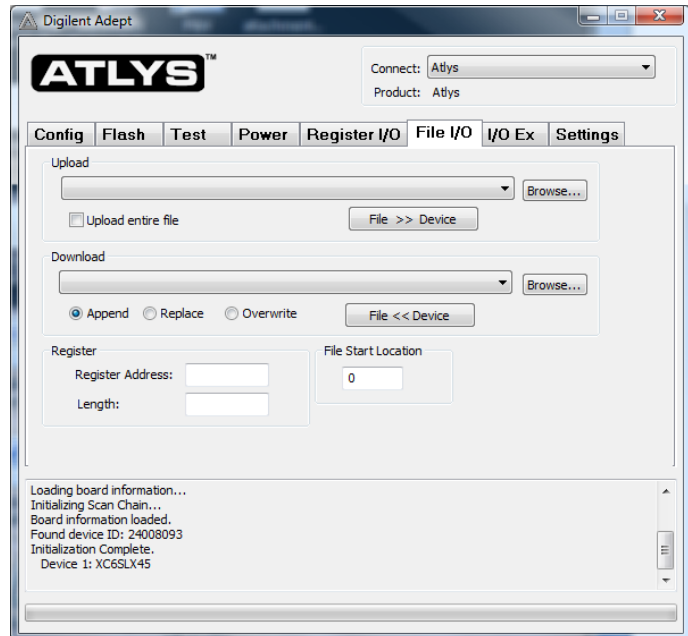 Digilent Adept
ATLYS™
Connect: Atlys
Product: Atlys
Config Flash Test Power Register I/O File I/O I/O Ex Settings
Upload
Browse...
Upload entire file
File >> Device
Download
Browse...
Append Replace Overwrite
File << Device
Register
File Start Location
Register Address:
0
Length:
Loading board information...
Initializing Scan Chain...
Board information loaded.
Found device ID: 24008093
Initialization Complete.
Device 1: XC6SLX45